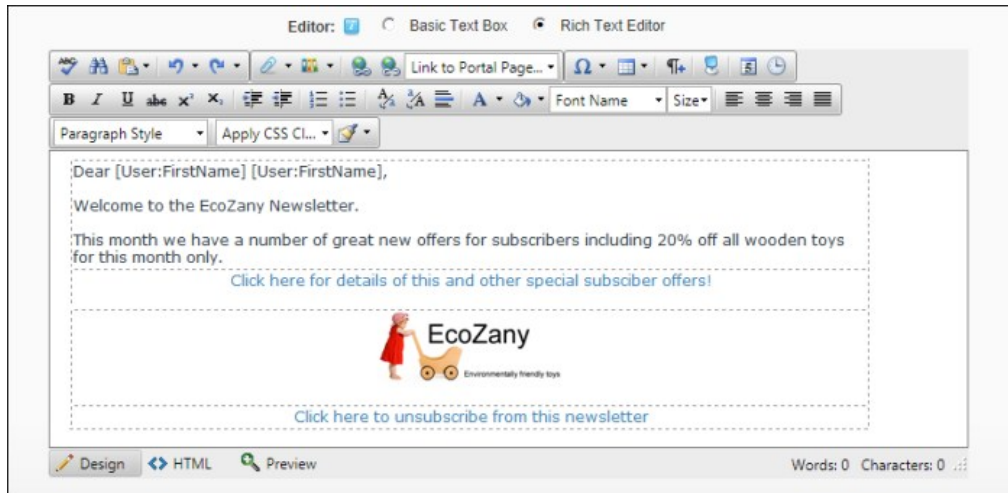 Editor: Basic Text Box Rich Text Editor
ABC Link to Portal Page... Ω
B I U abc x² x₂ A Font Name Size
Paragraph Style Apply CSS Cl...
Dear [User:FirstName] [User:FirstName],
Welcome to the EcoZany Newsletter.
This month we have a number of great new offers for subscribers including 20% off all wooden toys
for this month only.
Click here for details of this and other special subsciber offers!
EcoZany
Environmentally friendly toys
Click here to unsubscribe from this newsletter
Design HTML Preview Words: 0 Characters: 0